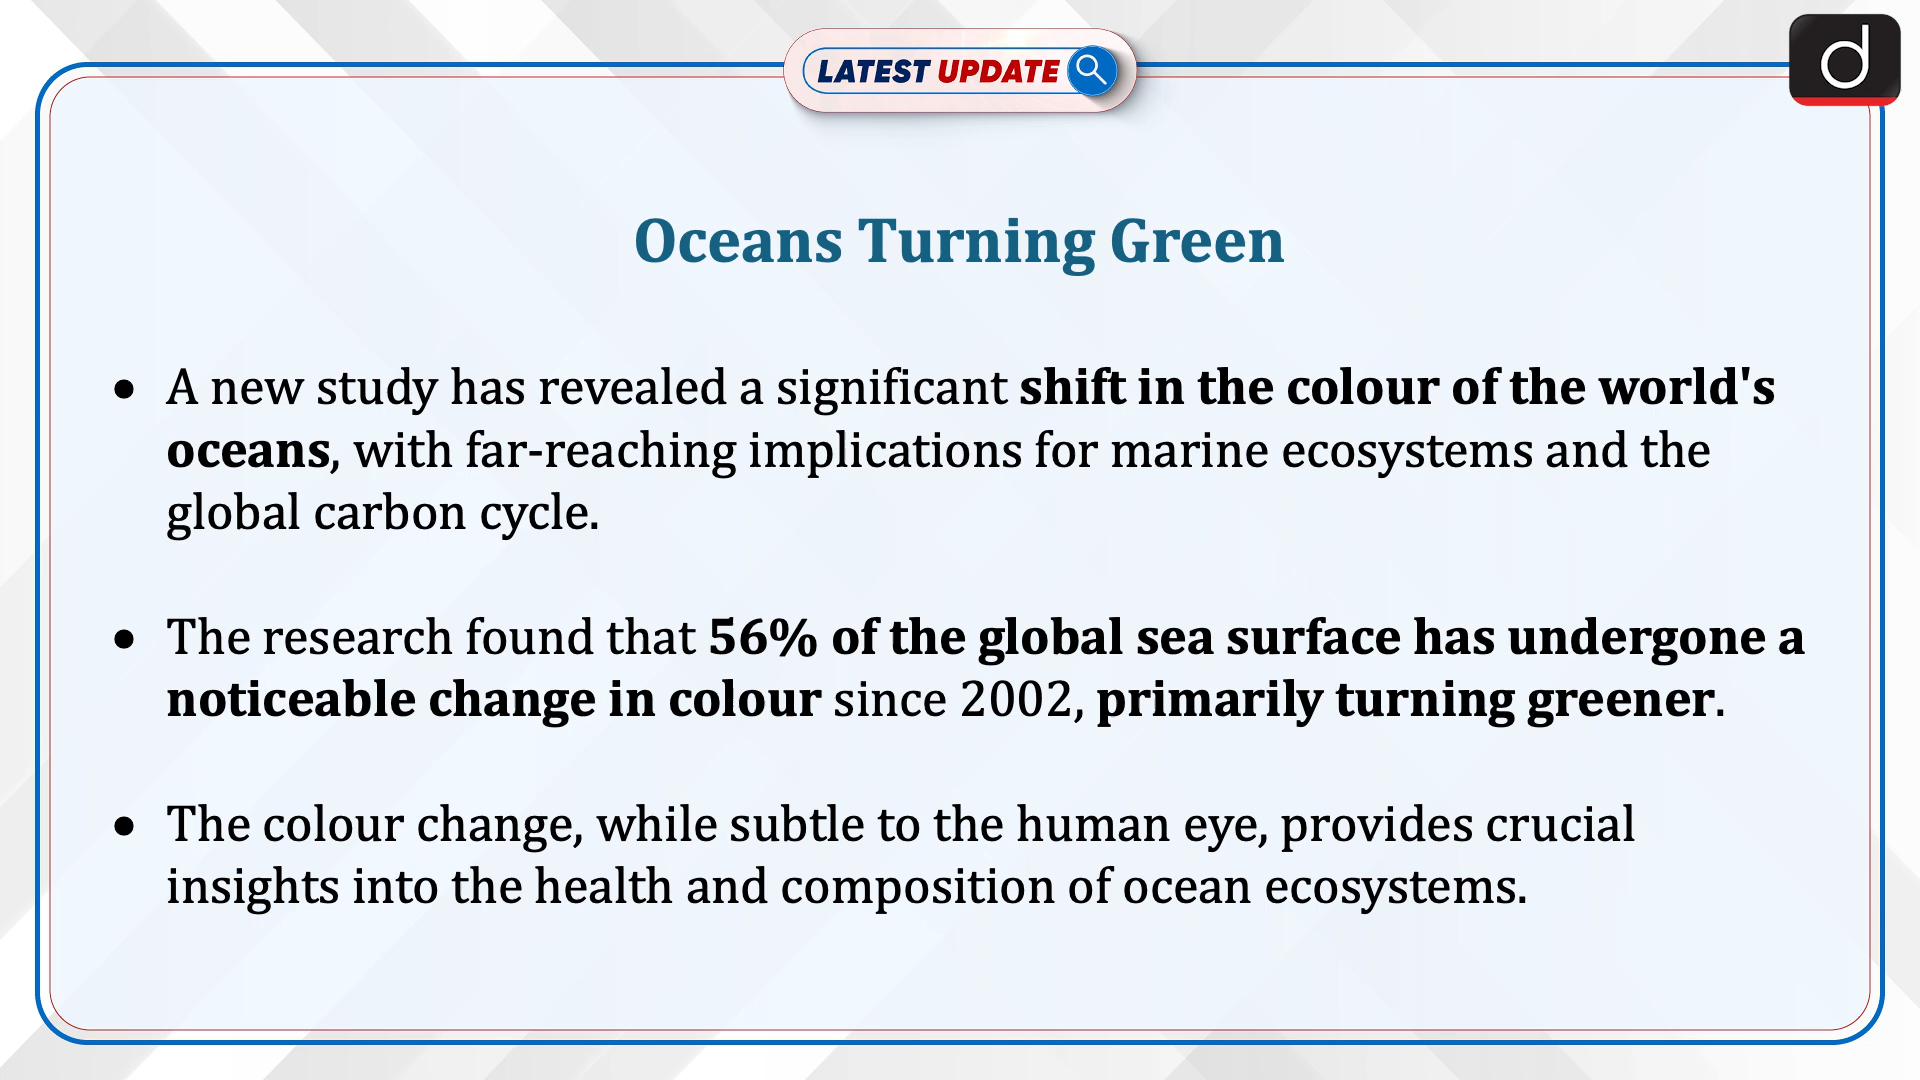 LATEST UPDATE
d
Oceans Turning Green
• A new study has revealed a significant shift in the colour of the world's
oceans, with far-reaching implications for marine ecosystems and the
global carbon cycle.
• The research found that 56% of the global sea surface has undergone a
noticeable change in colour since 2002, primarily turning greener.
• The colour change, while subtle to the human eye, provides crucial
insights into the health and composition of ocean ecosystems.